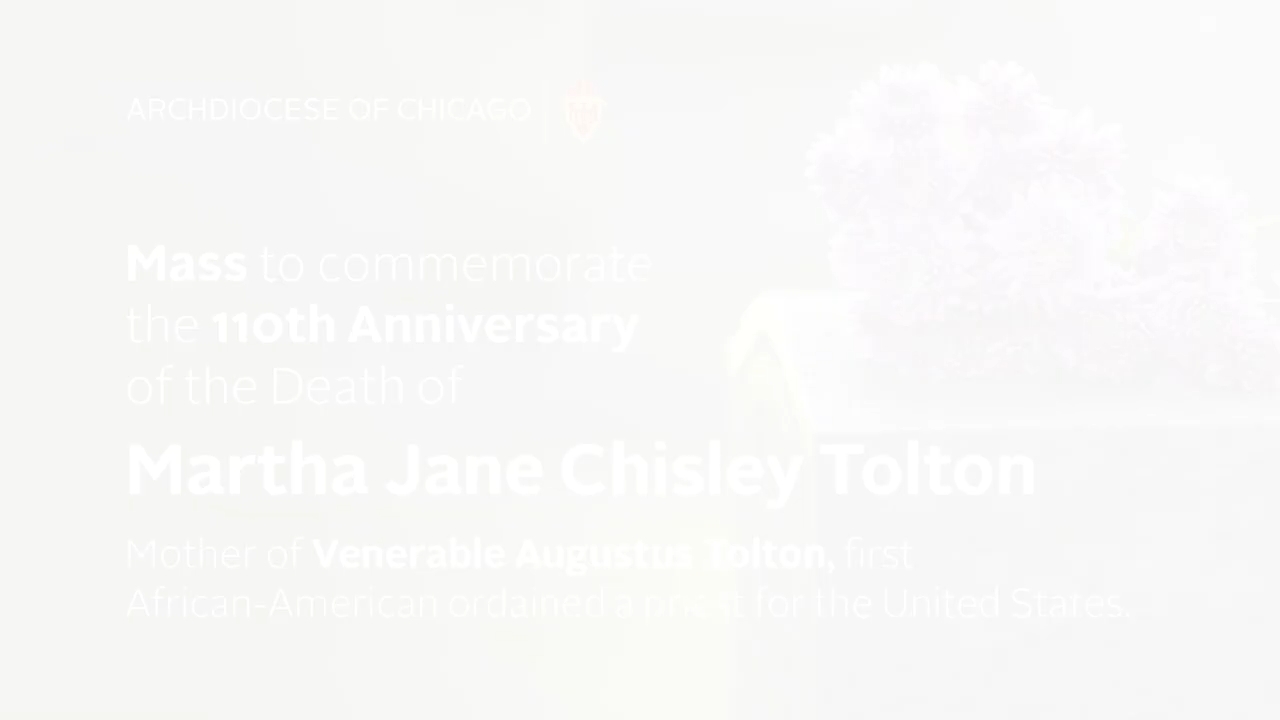 ARCHDIOCESE OF CHICAGO
Mass to commemorate
the 110th Anniversary
of the Death of
Martha Jane Chisley Tolton
Mother of Venerable Augustus Tolton, first
African-American ordained a priest for the United States.